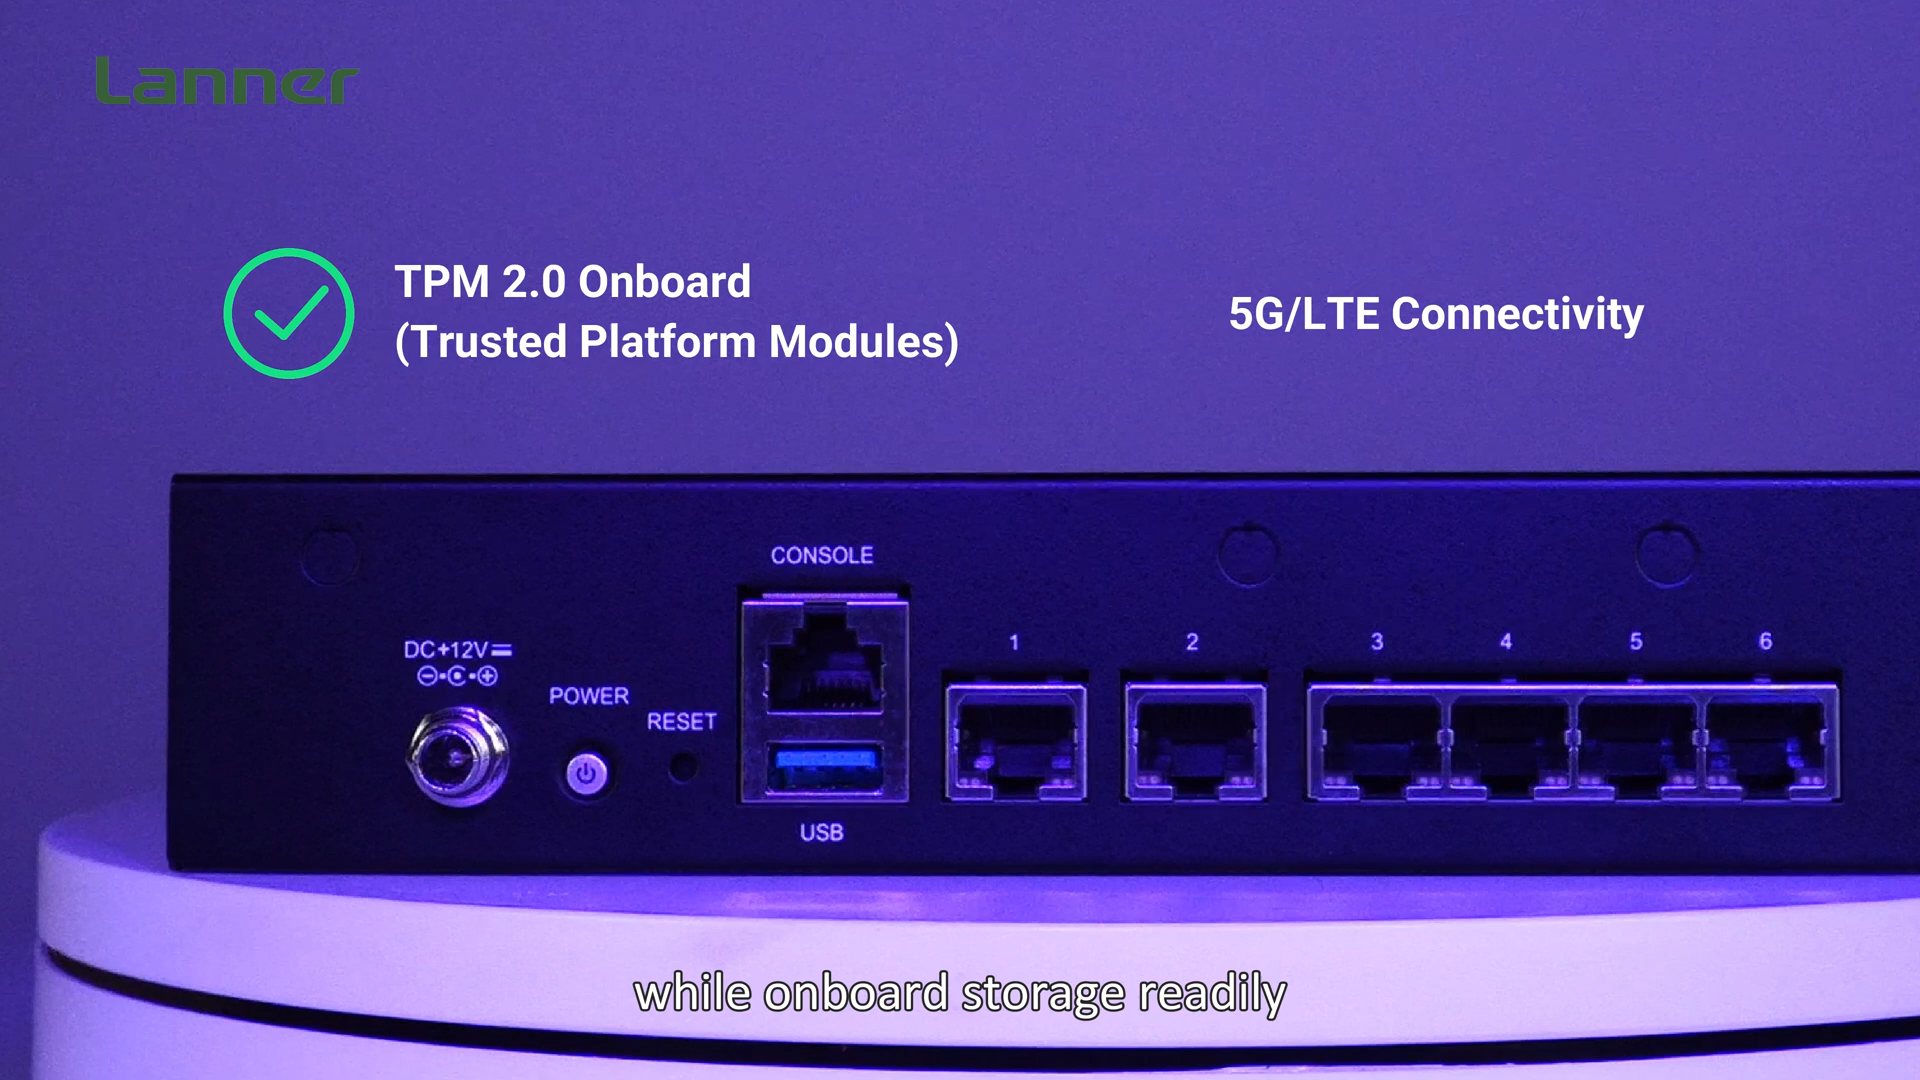 Lanner
TPM 2.0 Onboard
(Trusted Platform Modules)
5G/LTE Connectivity
CONSOLE
1
2
3
4
5
6
DC+12V
POWER
RESET
USB
while onboard storage readily